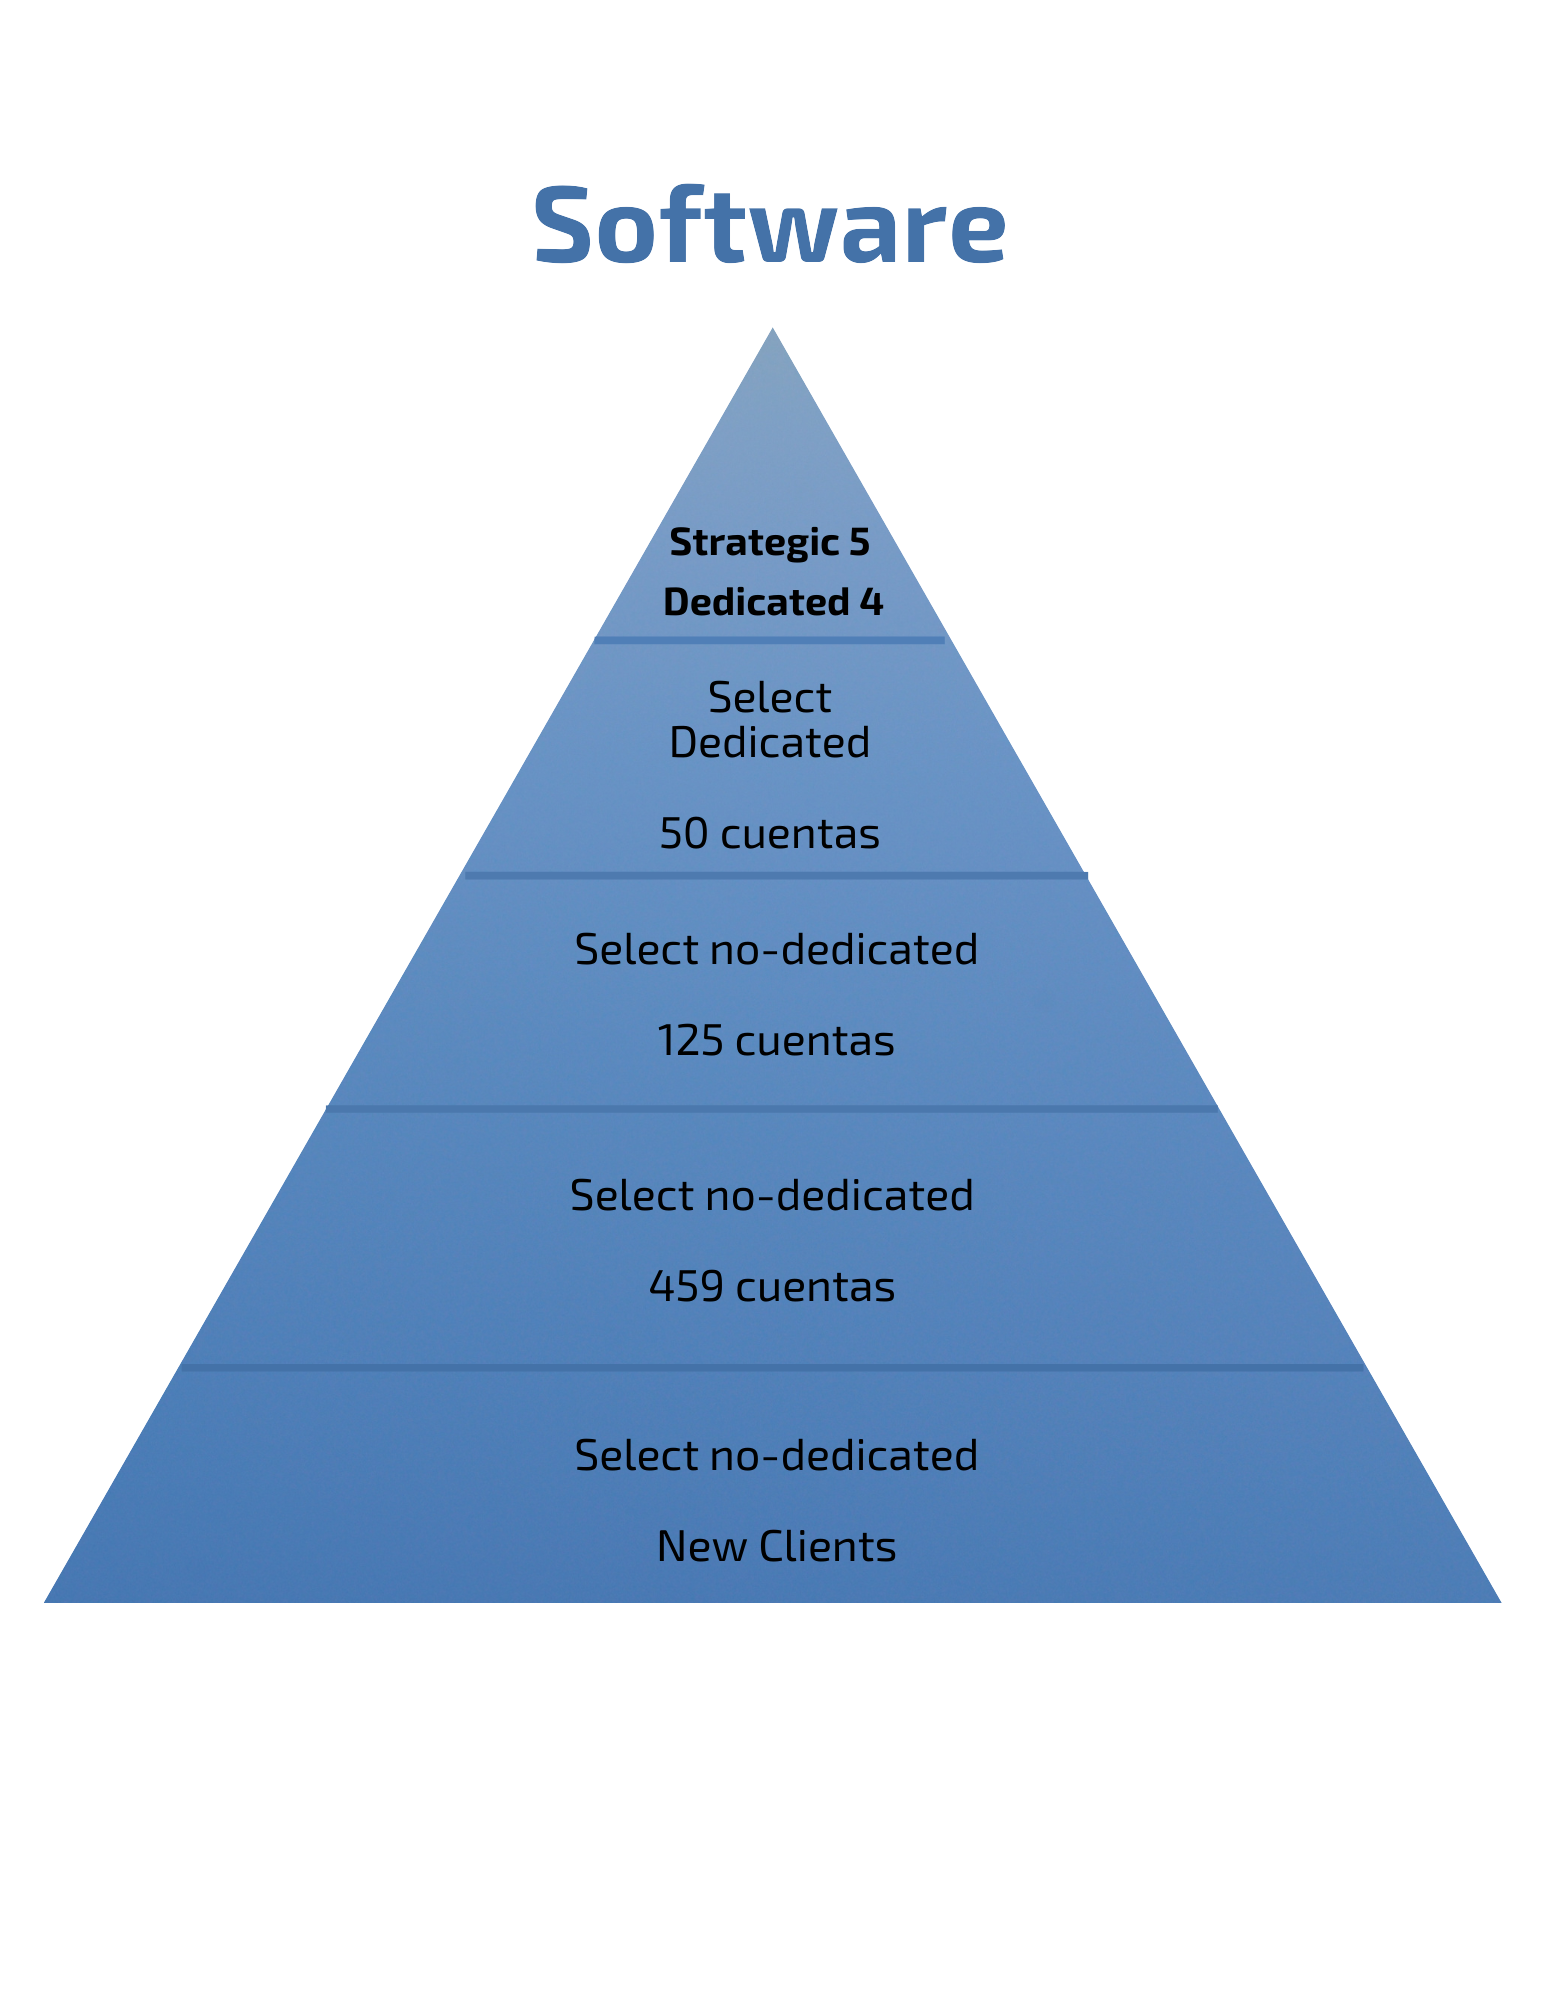 Software
Strategic 5
Dedicated 4
Select
Dedicated
50 cuentas
Select no-dedicated
125 cuentas
Select no-dedicated
459 cuentas
Select no-dedicated
New Clients